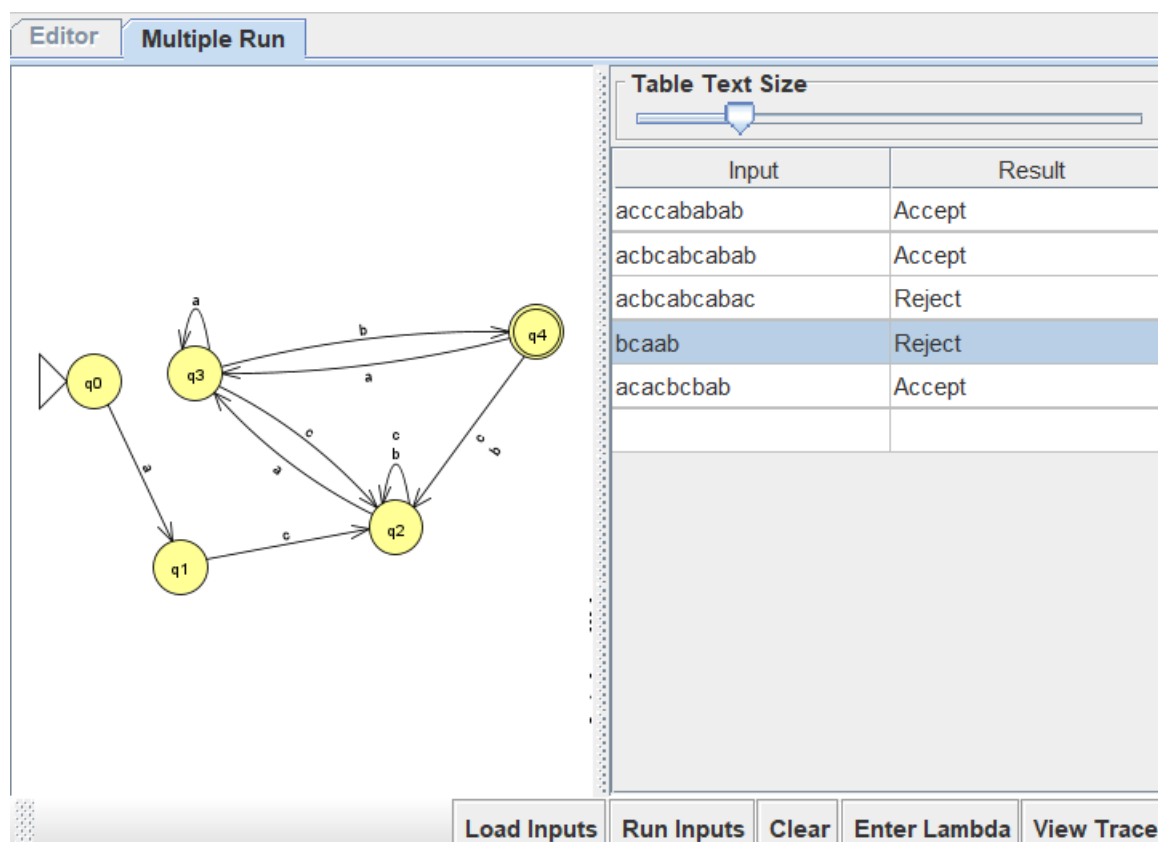 Editor
Multiple Run
Table Text Size
Input Result
acccababab Accept
acbcabcabab Accept
acbcabcabac Reject
bcaab Reject
acacbcbab Accept
a
b
q4
q3
a
q0
c
c
b
c
b
a
a
q2
c
q1
Load Inputs Run Inputs Clear Enter Lambda View Trace